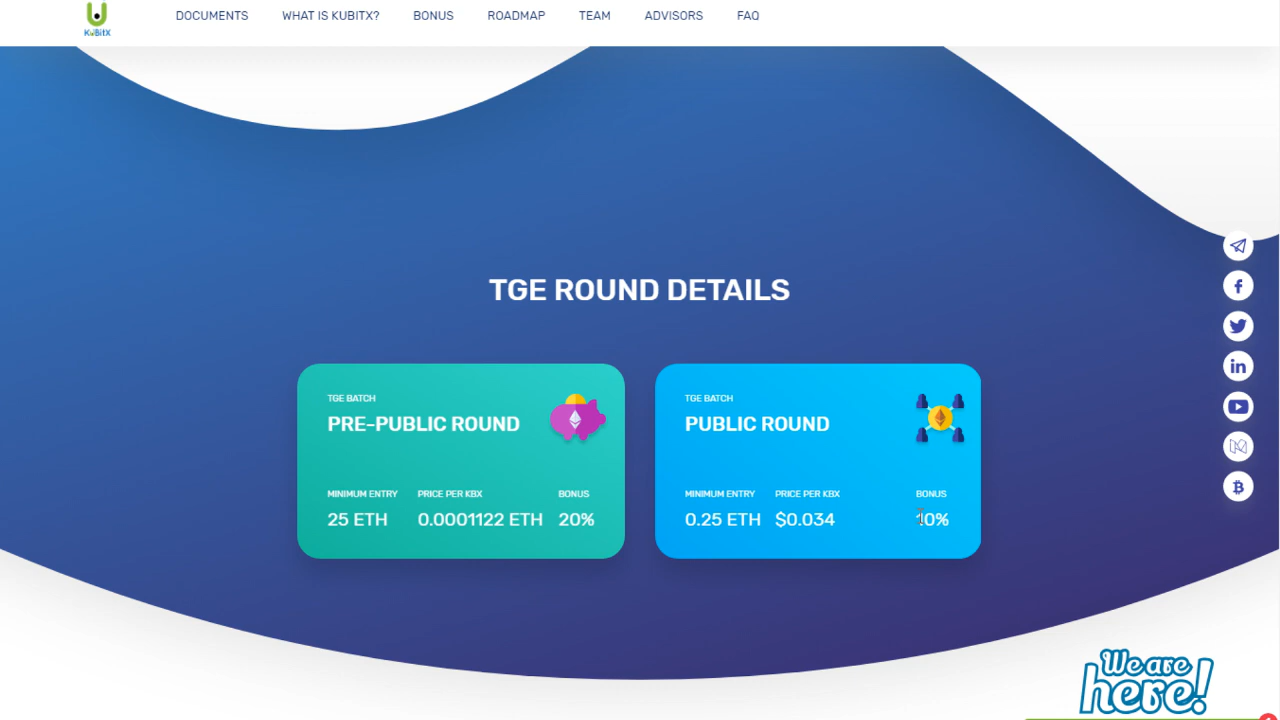 KuBitX
DOCUMENTS WHAT IS KUBITX? BONUS ROADMAP TEAM ADVISORS FAQ
TGE ROUND DETAILS
TGE BATCH
PRE-PUBLIC ROUND
MINIMUM ENTRY PRICE PER KBX BONUS
25 ETH 0.0001122 ETH 20%
TGE BATCH
PUBLIC ROUND
MINIMUM ENTRY PRICE PER KBX BONUS
0.25 ETH $0.034 10%
We are
here!